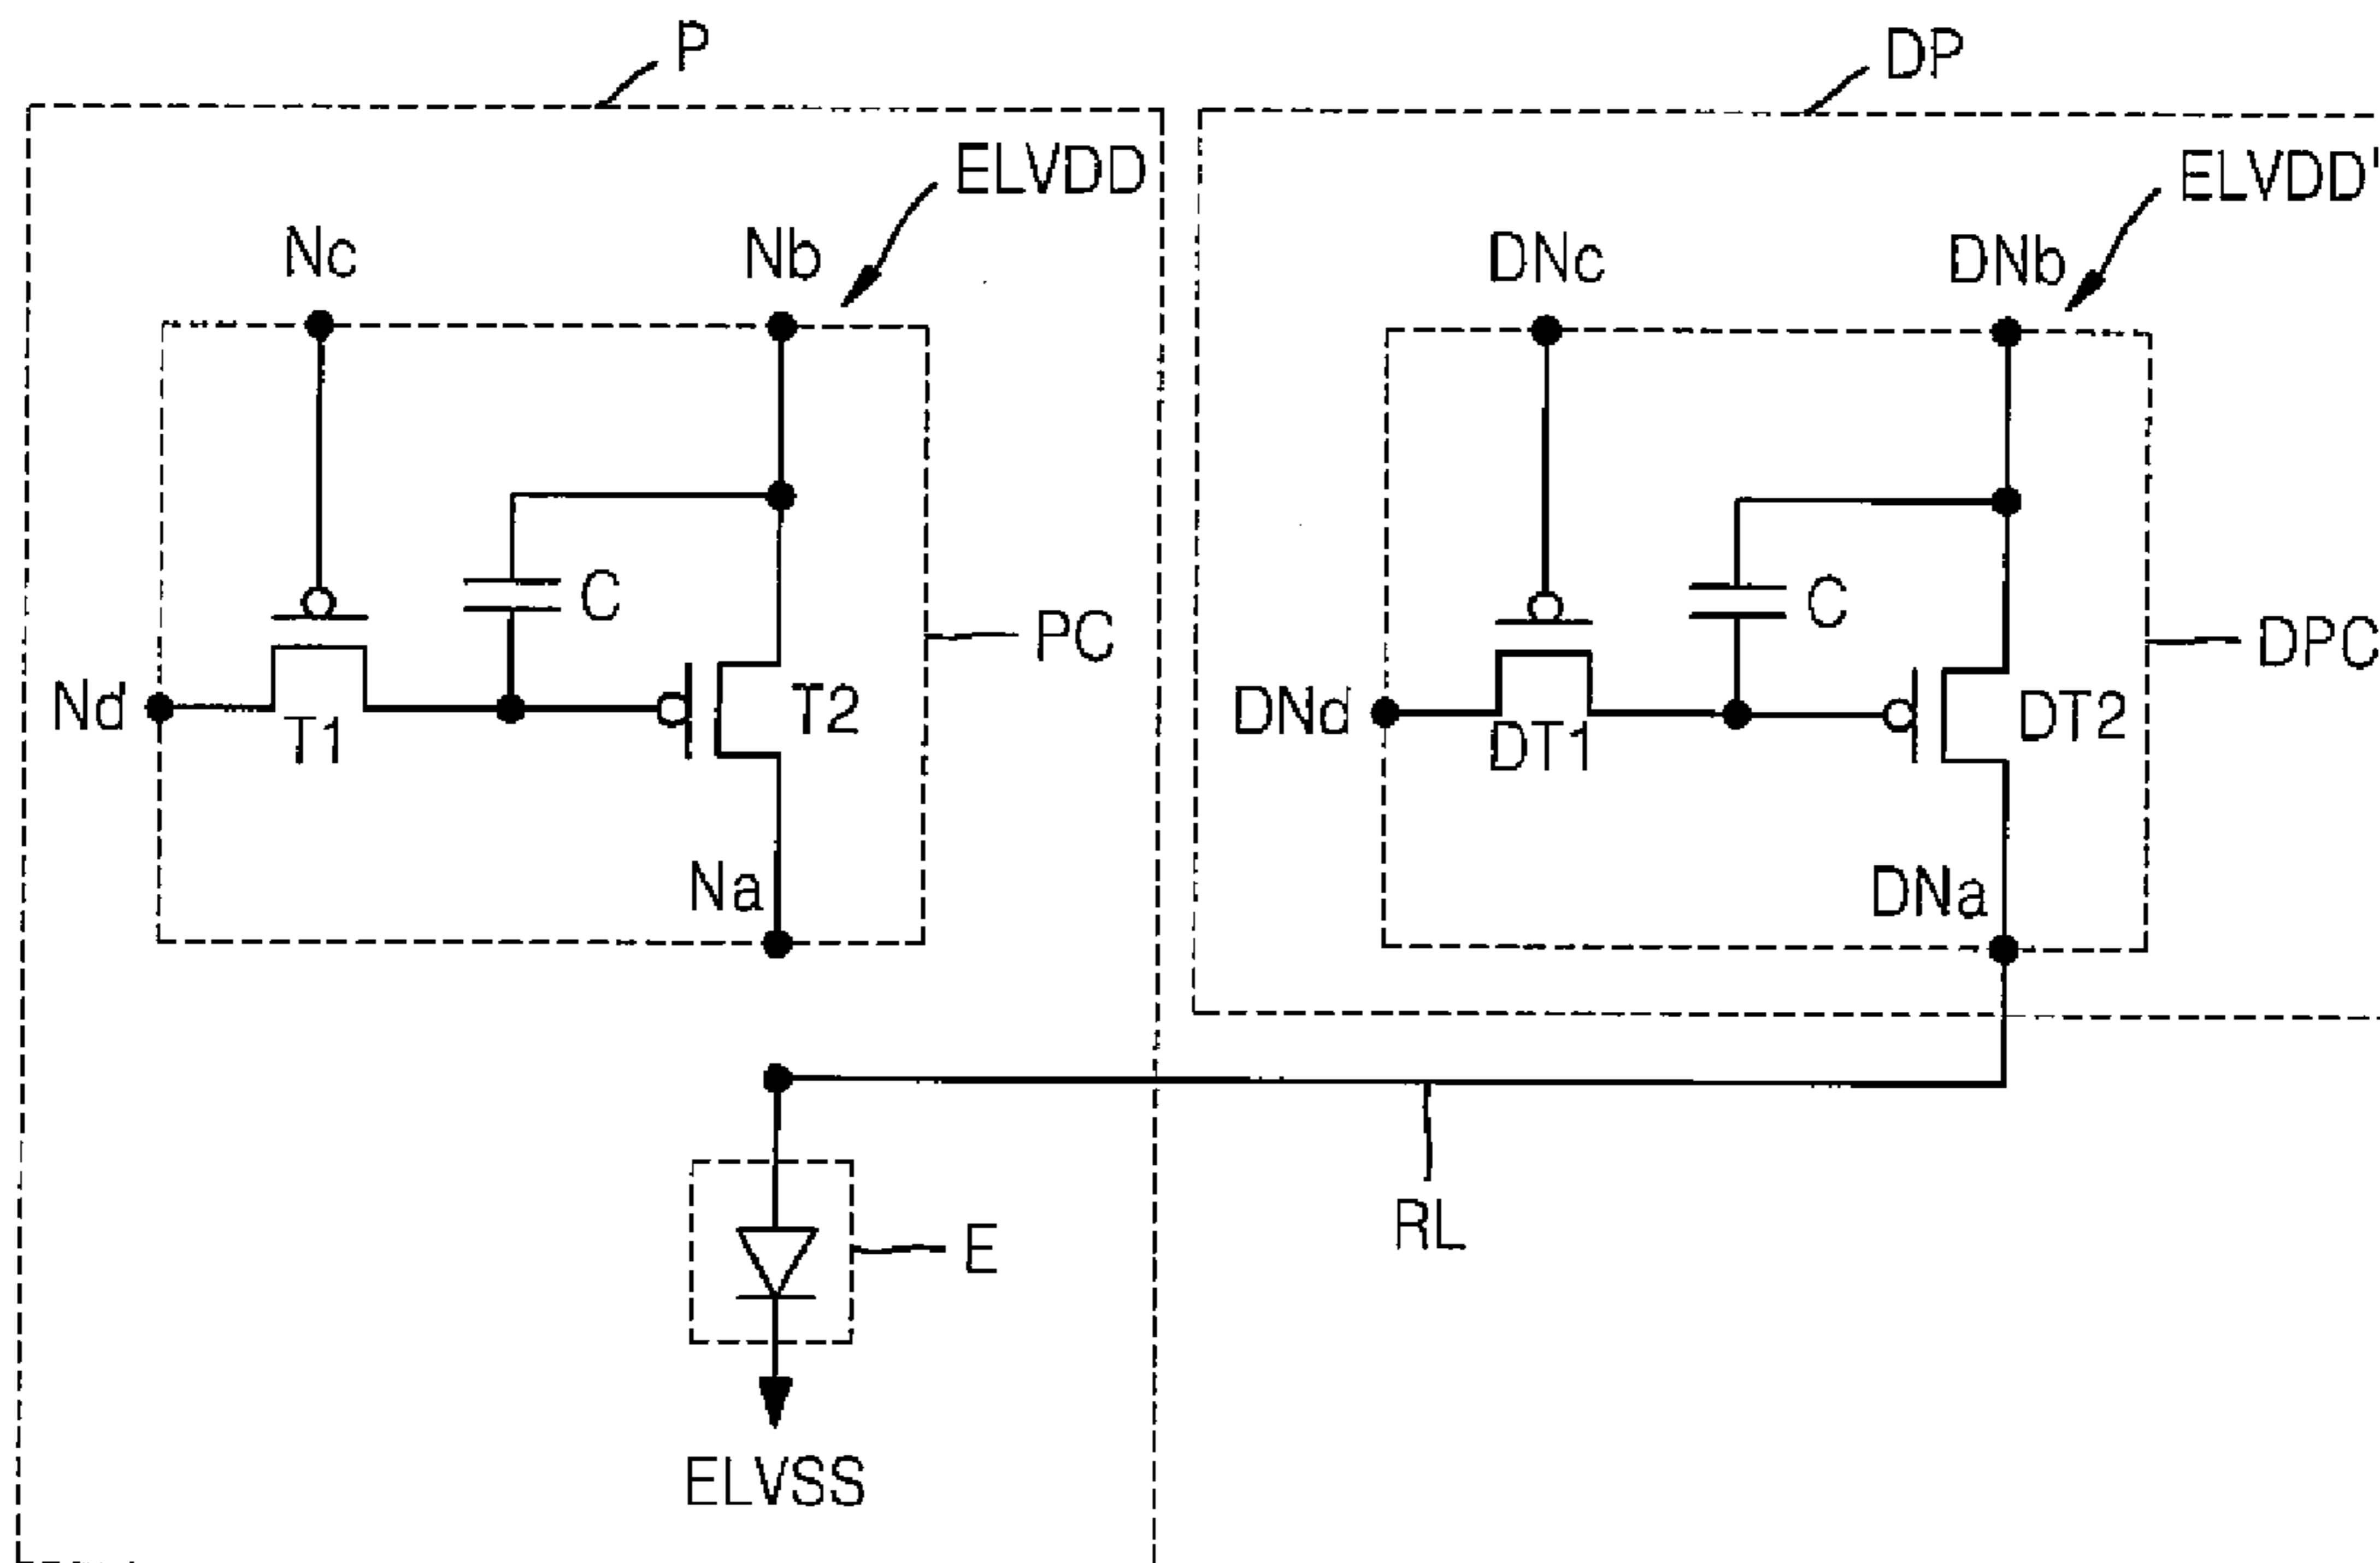 P
DP
ELVDD
ELVDD'
Nc
Nb
DNc
DNb
C
C
PC
DPC
Nd
T1
T2
DNd
DT1
DT2
Na
DNa
RL
E
ELVSS